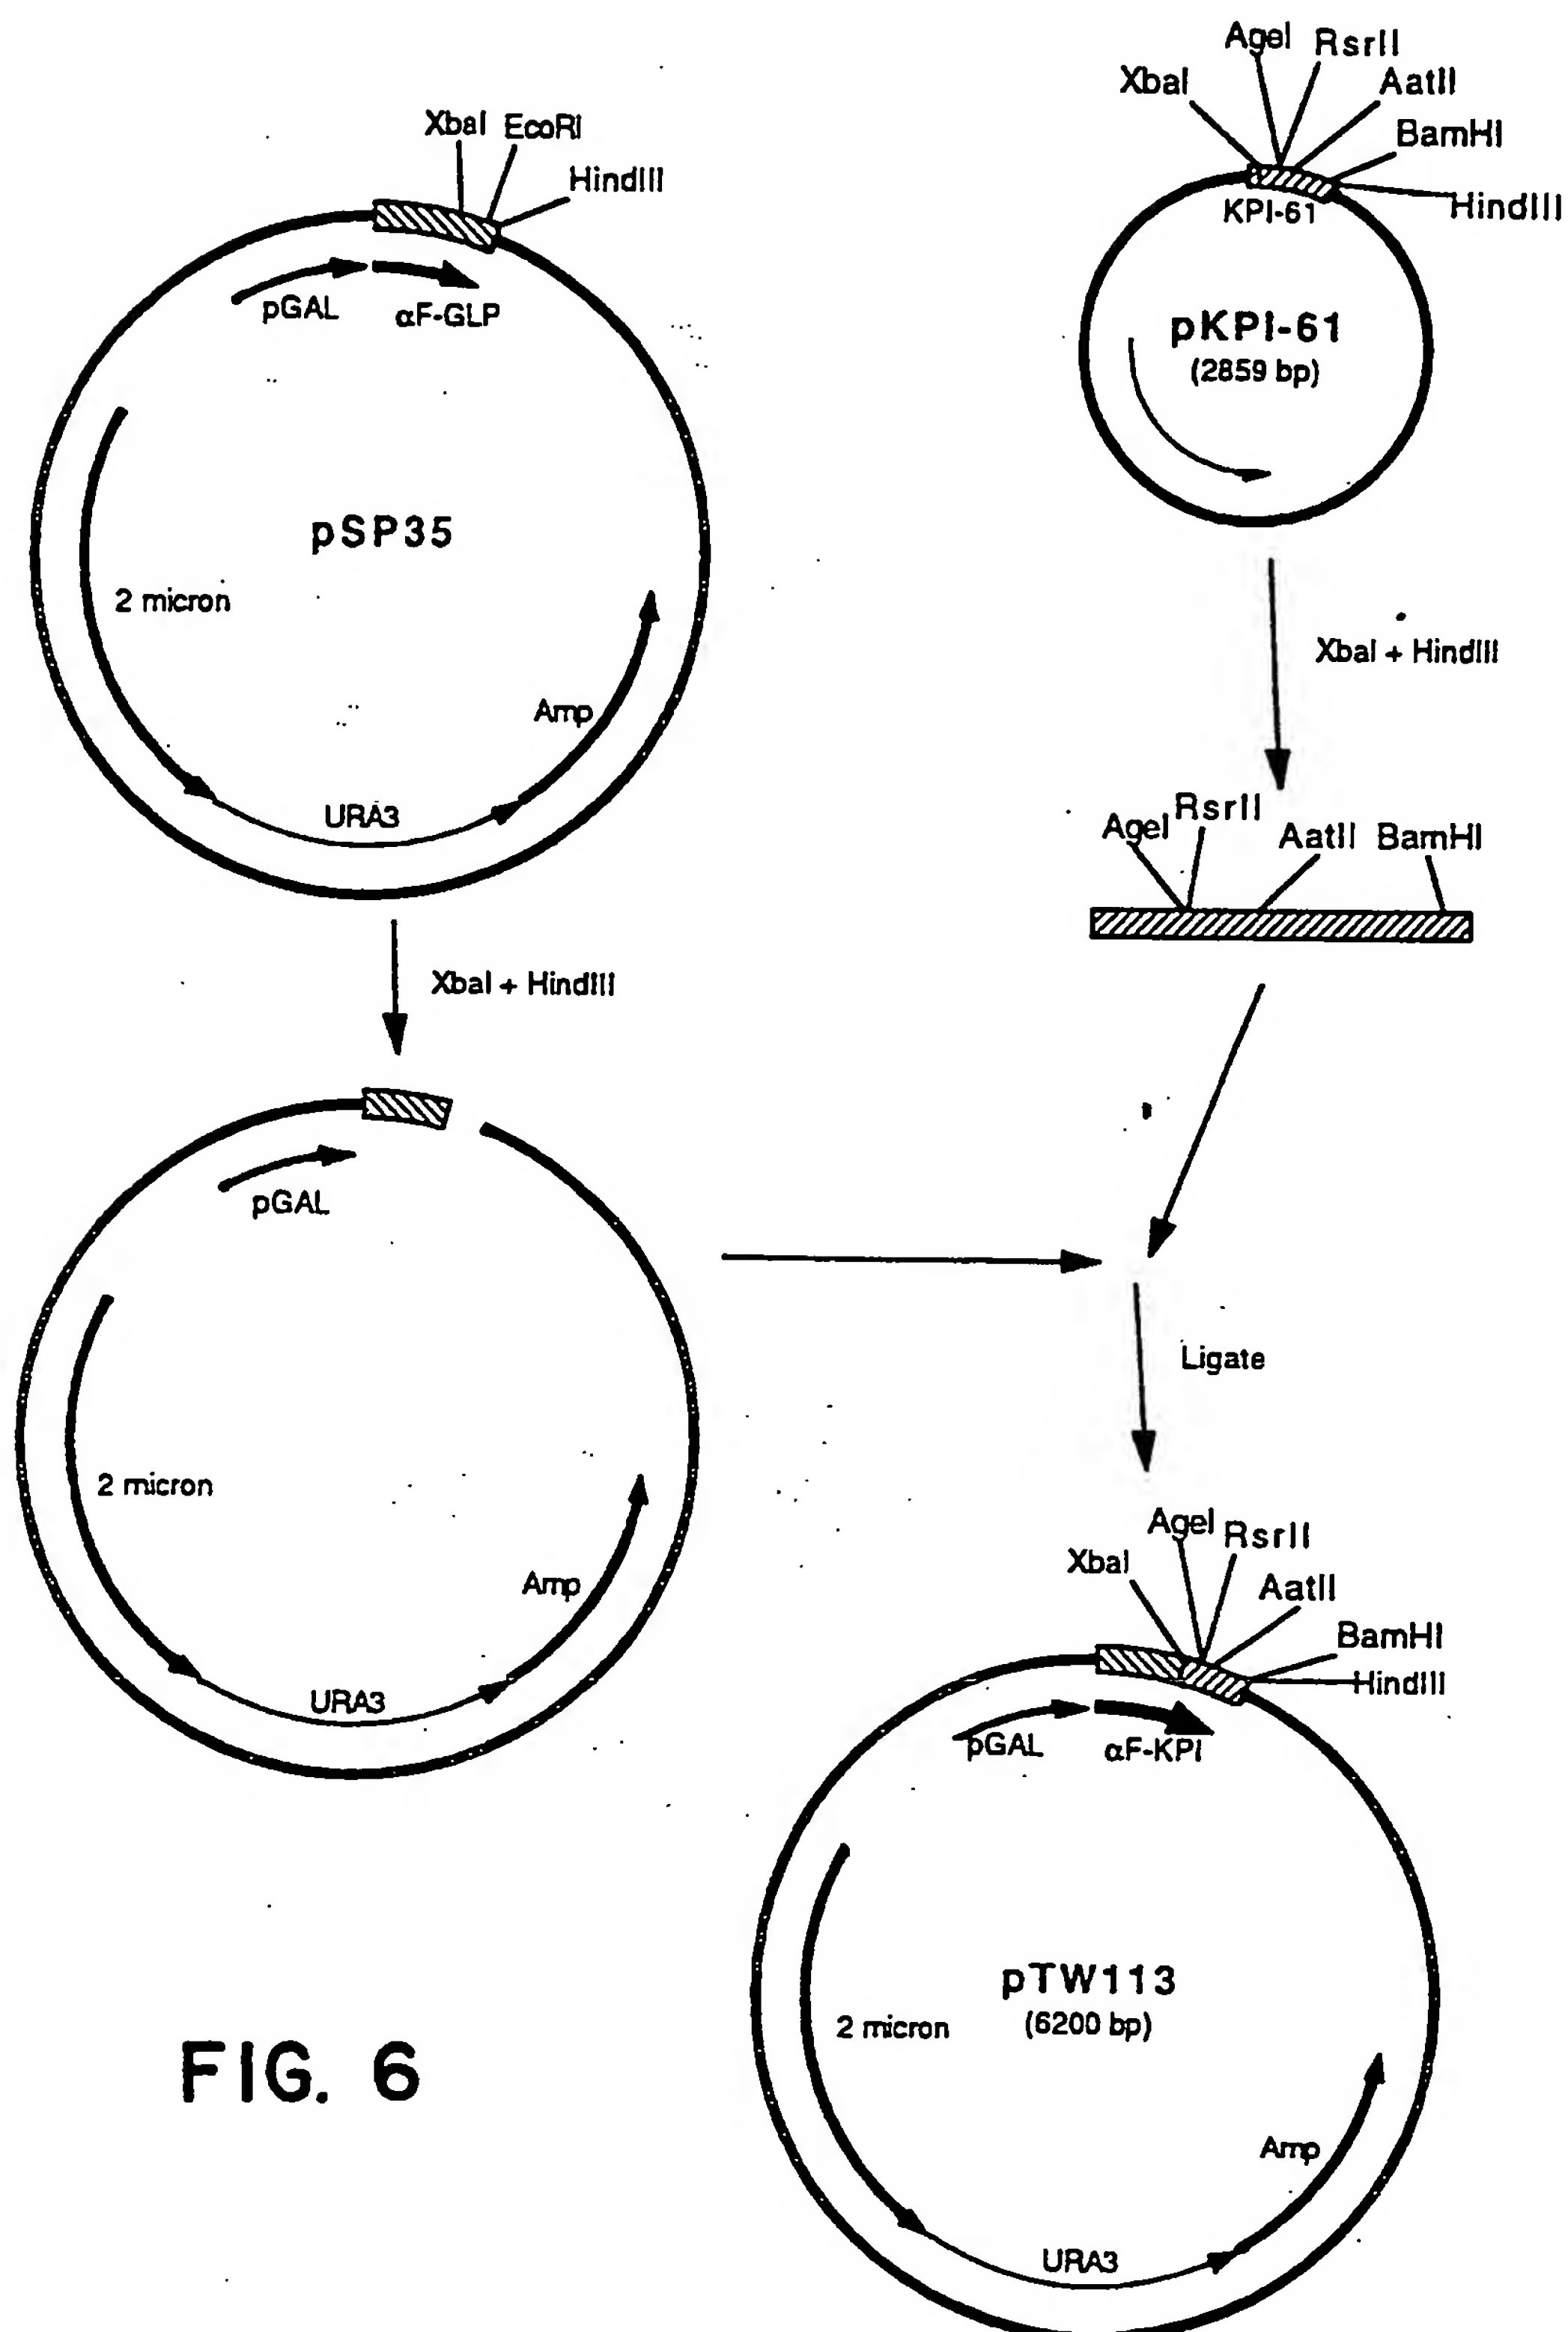 XbaI EcoRI
HindIII
pGAL
αF-GLP
pSP35
2 micron
Amp
URA3
XbaI + HindIII
pGAL
2 micron
Amp
URA3
AgeI RsrII
XbaI
AatII
BamHI
HindIII
KPI-61
pKPI-61
(2859 bp)
XbaI + HindIII
AgeI RsrII
AatII BamHI
Ligate
AgeI RsrII
XbaI
AatII
BamHI
HindIII
pGAL
αF-KPI
pTW113
(6200 bp)
2 micron
Amp
URA3
FIG. 6